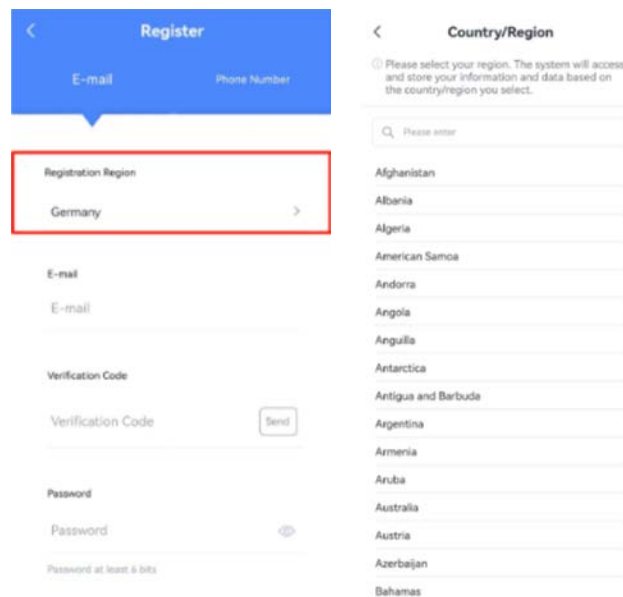 Register
E-mail
Phone Number
Registration Region
Germany
E-mail
E-mail
Verification Code
Verification Code
Send
Password
Password
Password at least 6 bits
Country/Region
Please select your region. The system will access
and store your information and data based on
the country/region you select.
Please enter
Afghanistan
Albania
Algeria
American Samoa
Andorra
Angola
Anguilla
Antarctica
Antigua and Barbuda
Argentina
Armenia
Aruba
Australia
Austria
Azerbaijan
Bahamas